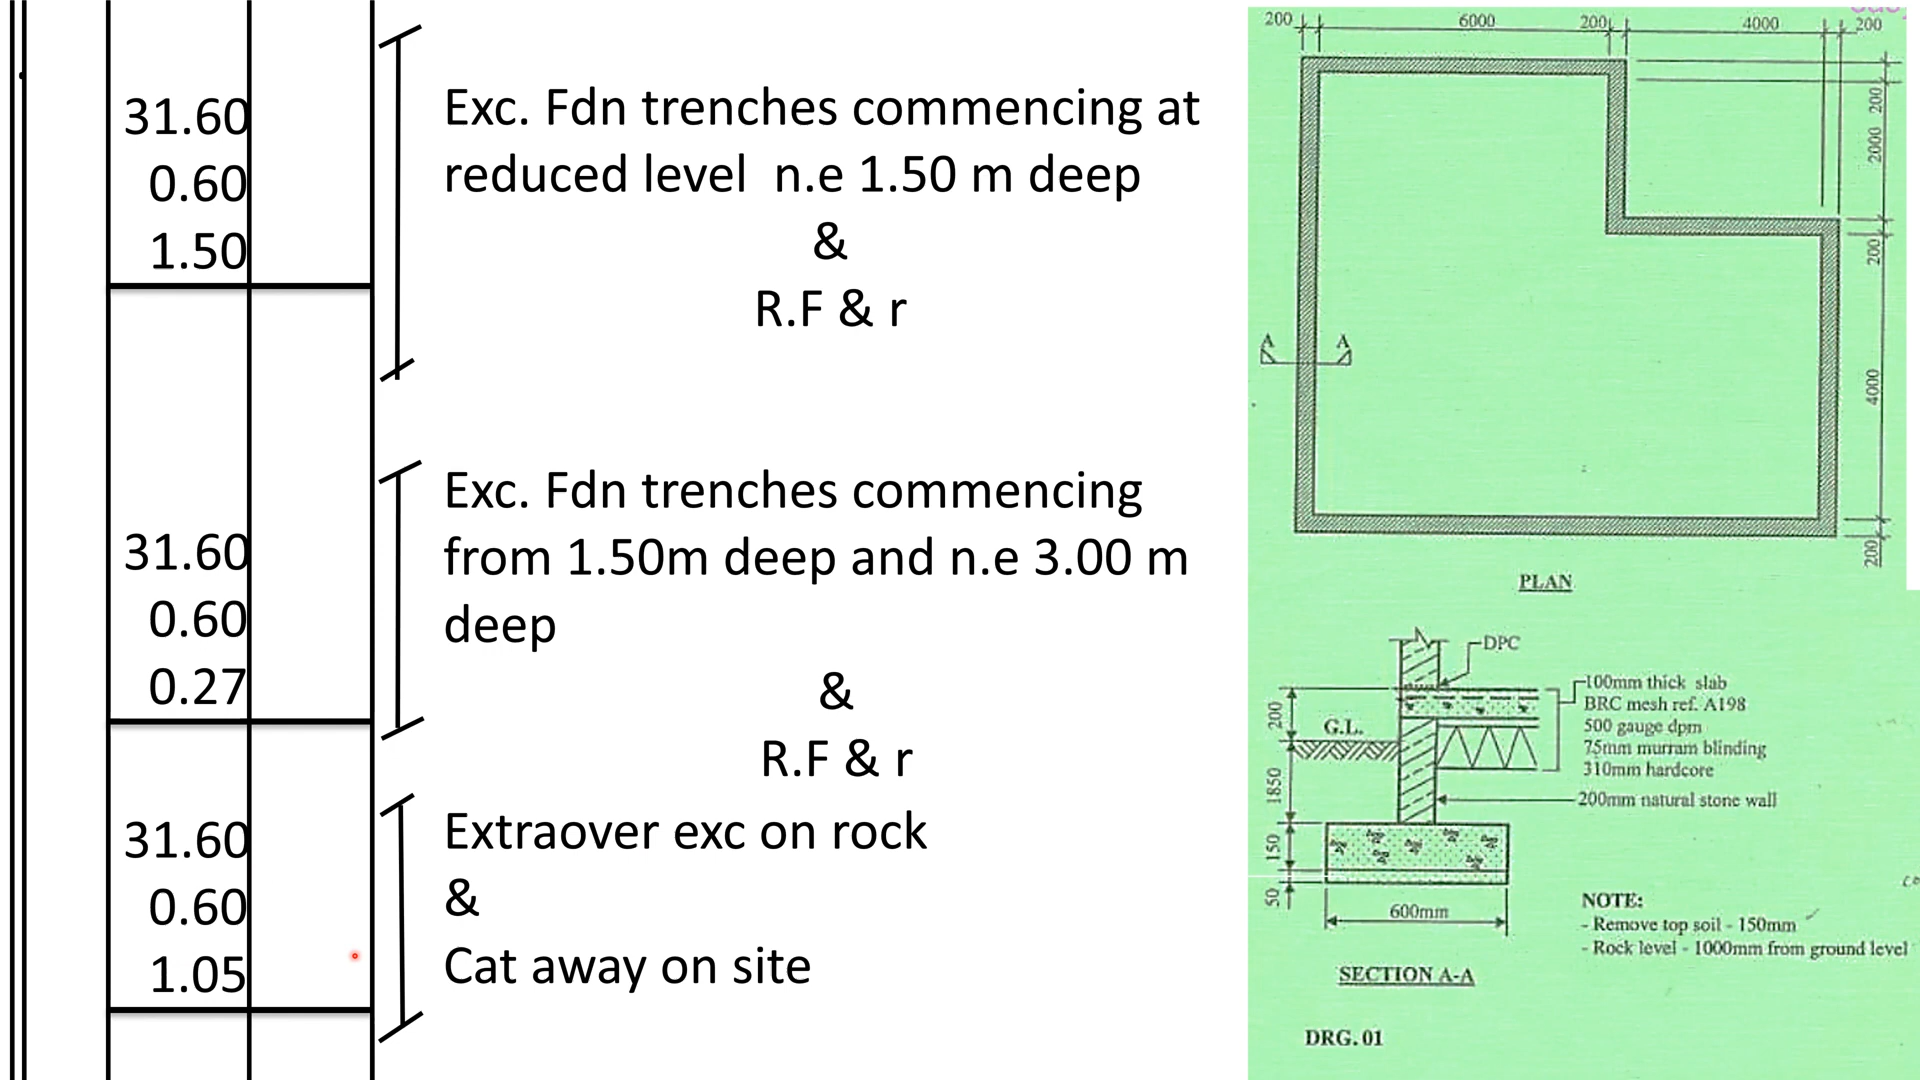 31.60
0.60
1.50
Exc. Fdn trenches commencing at
reduced level n.e 1.50 m deep
&
R.F & r
31.60
0.60
0.27
Exc. Fdn trenches commencing
from 1.50m deep and n.e 3.00 m
deep
&
R.F & r
31.60
0.60
1.05
Extraover exc on rock
&
Cat away on site
200 6000 200 4000 200
200
2000
200
4000
200
A A
PLAN
DPC
100mm thick slab
BRC mesh ref. A198
500 gauge dpm
75mm murram blinding
310mm hardcore
200mm natural stone wall
G.L.
200
1850
150
50
600mm
SECTION A-A
NOTE:
- Remove top soil - 150mm
- Rock level - 1000mm from ground level
DRG. 01